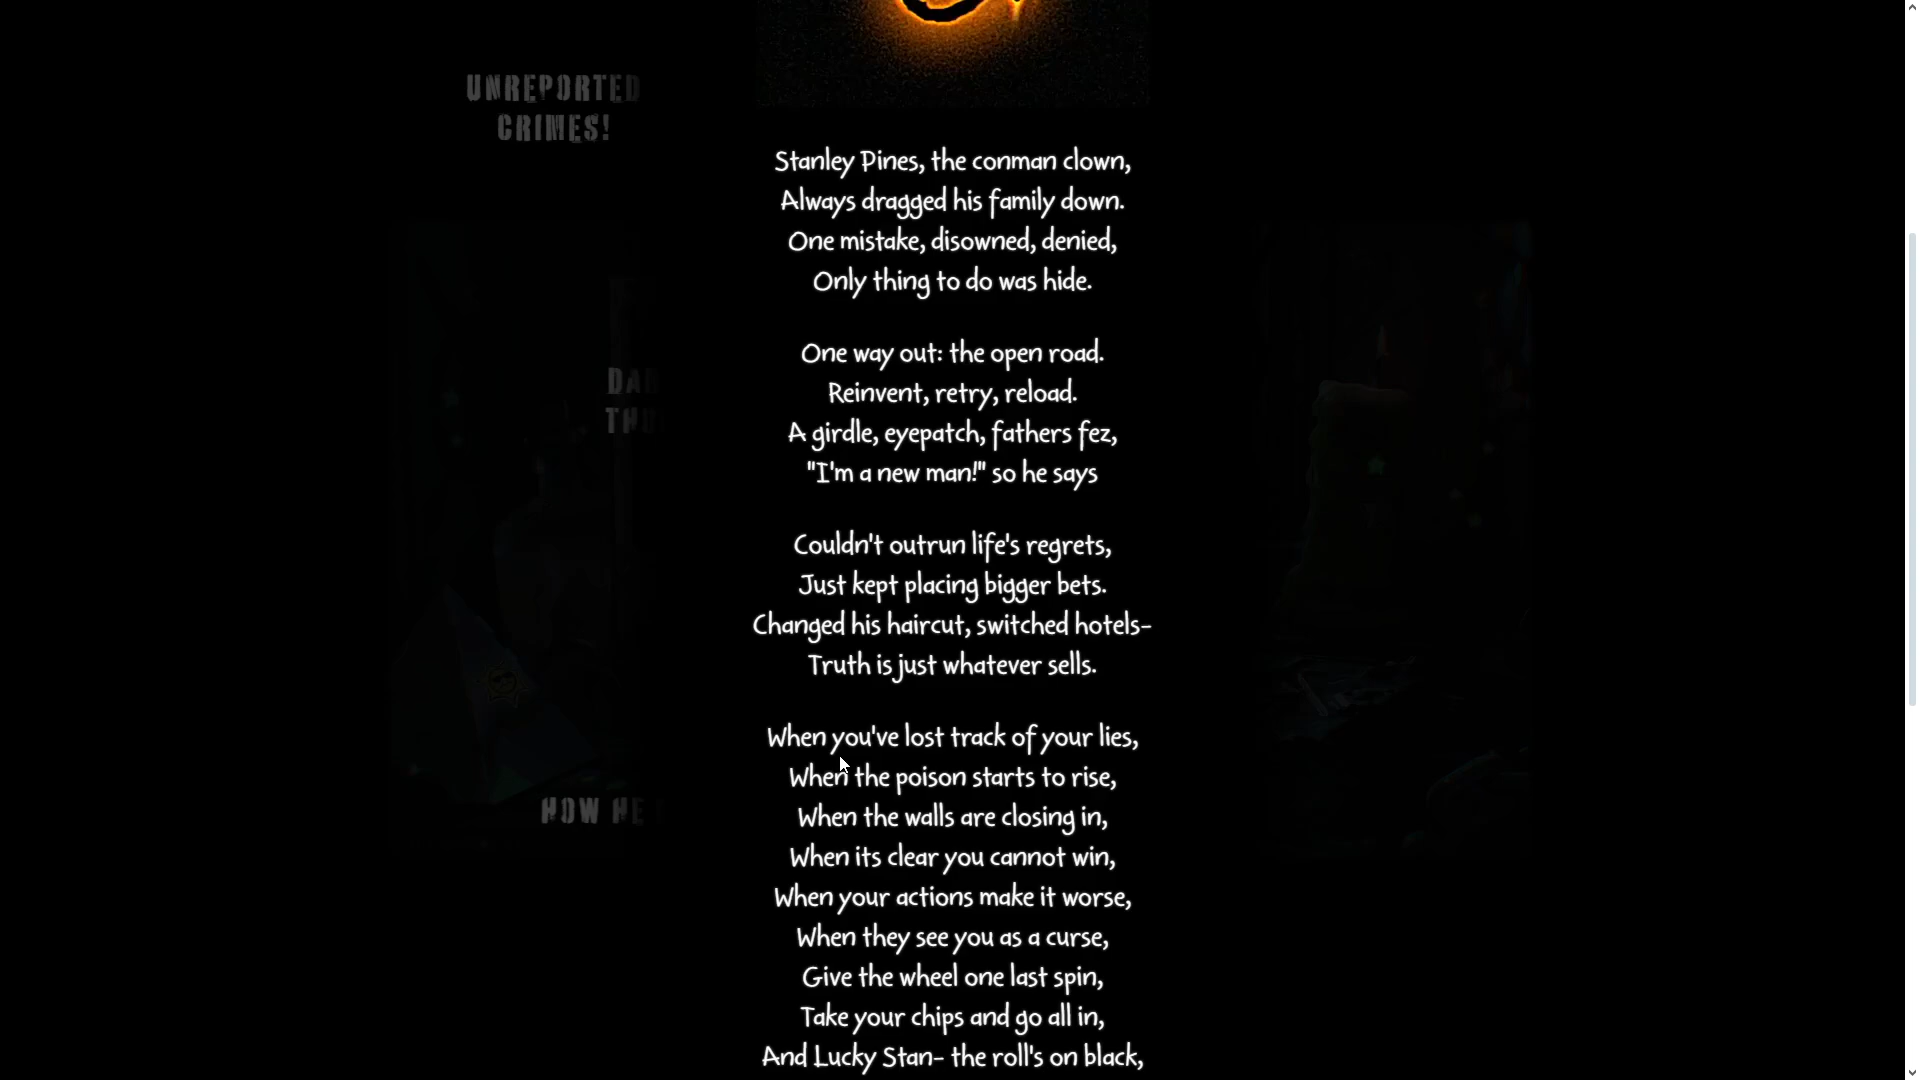 UNREPORTED
CRIMES!
Stanley Pines, the conman clown,
Always dragged his family down.
One mistake, disowned, denied,
Only thing to do was hide.
One way out: the open road.
Reinvent, retry, reload.
A girdle, eyepatch, fathers fez,
"I'm a new man!" so he says
Couldn't outrun life's regrets,
Just kept placing bigger bets.
Changed his haircut, switched hotels-
Truth is just whatever sells.
When you've lost track of your lies,
When the poison starts to rise,
When the walls are closing in,
When its clear you cannot win,
When your actions make it worse,
When they see you as a curse,
Give the wheel one last spin,
Take your chips and go all in,
And Lucky Stan- the roll's on black,
HOW HE